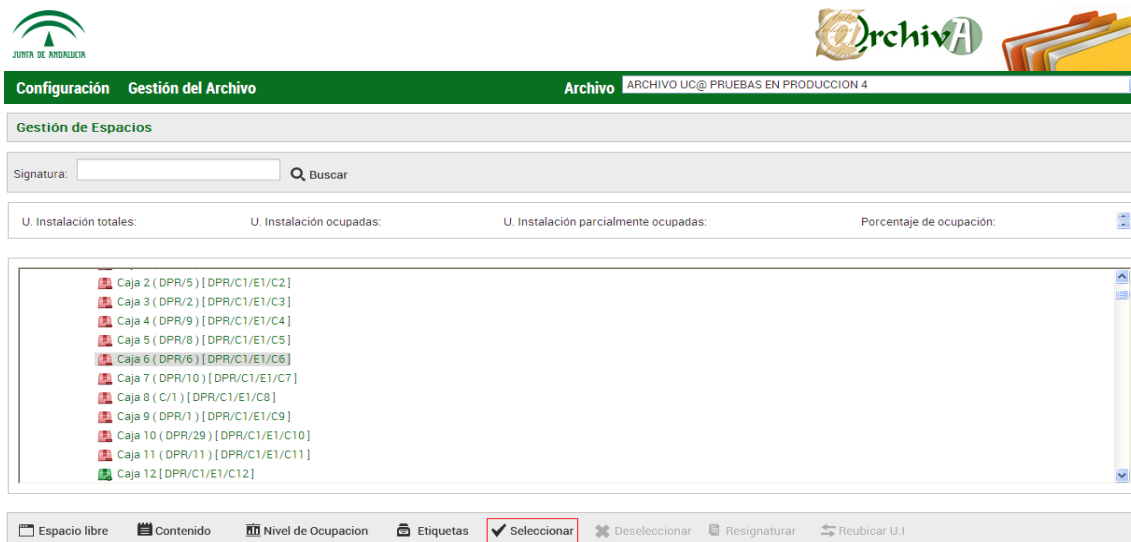 JUNTA DE ANDALUCIA
@rchivA
Configuración Gestión del Archivo Archivo ARCHIVO UC@ PRUEBAS EN PRODUCCION 4
Gestión de Espacios
Signatura: Buscar
U. Instalación totales: U. Instalación ocupadas: U. Instalación parcialmente ocupadas: Porcentaje de ocupación:
Caja 2 ( DPR/5 ) [ DPR/C1/E1/C2 ]
Caja 3 ( DPR/2 ) [ DPR/C1/E1/C3 ]
Caja 4 ( DPR/9 ) [ DPR/C1/E1/C4 ]
Caja 5 ( DPR/8 ) [ DPR/C1/E1/C5 ]
Caja 6 ( DPR/6 ) [ DPR/C1/E1/C6 ]
Caja 7 ( DPR/10 ) [ DPR/C1/E1/C7 ]
Caja 8 ( C/1 ) [ DPR/C1/E1/C8 ]
Caja 9 ( DPR/1 ) [ DPR/C1/E1/C9 ]
Caja 10 ( DPR/29 ) [ DPR/C1/E1/C10 ]
Caja 11 ( DPR/11 ) [ DPR/C1/E1/C11 ]
Caja 12 [ DPR/C1/E1/C12 ]
Espacio libre Contenido Nivel de Ocupacion Etiquetas Seleccionar Deseleccionar Resignaturar Reubicar U.I